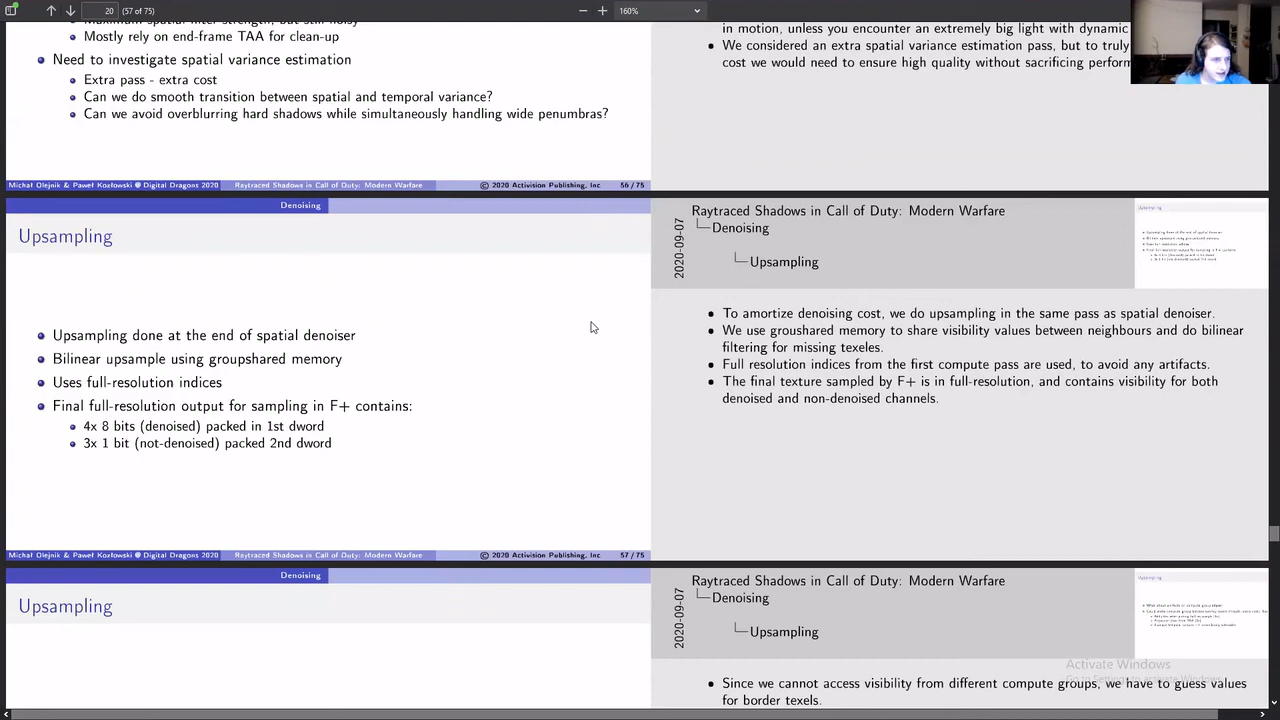 20 (57 of 75)
160%
Maximum spatial filter strength, but still noisy
Mostly rely on end-frame TAA for clean-up
Need to investigate spatial variance estimation
Extra pass - extra cost
Can we do smooth transition between spatial and temporal variance?
Can we avoid overblurring hard shadows while simultaneously handling wide penumbras?
in motion, unless you encounter an extremely big light with dynamic
We considered an extra spatial variance estimation pass, but to truly
cost we would need to ensure high quality without sacrificing perform
Michał Olejnik & Paweł Kozłowski @ Digital Dragons 2020 Raytraced Shadows in Call of Duty: Modern Warfare © 2020 Activision Publishing, Inc 56 / 75
Denoising
Upsampling
Upsampling done at the end of spatial denoiser
Bilinear upsample using groupshared memory
Uses full-resolution indices
Final full-resolution output for sampling in F+ contains:
4x 8 bits (denoised) packed in 1st dword
3x 1 bit (not-denoised) packed 2nd dword
2020-09-07
Raytraced Shadows in Call of Duty: Modern Warfare
Denoising
Upsampling
To amortize denoising cost, we do upsampling in the same pass as spatial denoiser.
We use groushared memory to share visibility values between neighbours and do bilinear
filtering for missing texeles.
Full resolution indices from the first compute pass are used, to avoid any artifacts.
The final texture sampled by F+ is in full-resolution, and contains visibility for both
denoised and non-denoised channels.
Michał Olejnik & Paweł Kozłowski @ Digital Dragons 2020 Raytraced Shadows in Call of Duty: Modern Warfare © 2020 Activision Publishing, Inc 57 / 75
Denoising
Upsampling
2020-09-07
Raytraced Shadows in Call of Duty: Modern Warfare
Denoising
Upsampling
Since we cannot access visibility from different compute groups, we have to guess values
for border texels.
Activate Windows
Go to Settings to activate Windows.